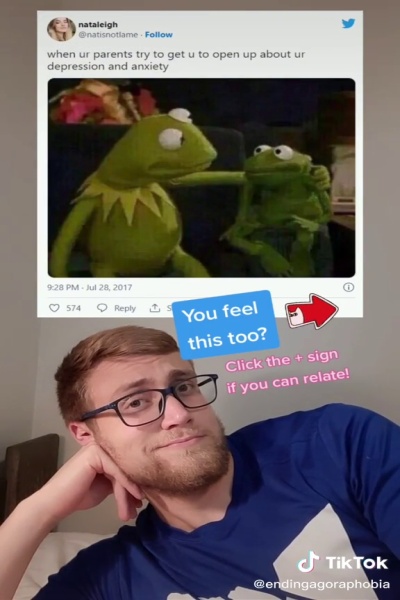 nataleigh
@natisnotlame · Follow
when ur parents try to get u to open up about ur
depression and anxiety
9:28 PM · Jul 28, 2017
574 Reply
You feel
this too?
Click the + sign
if you can relate!
TikTok
@endingagoraphobia